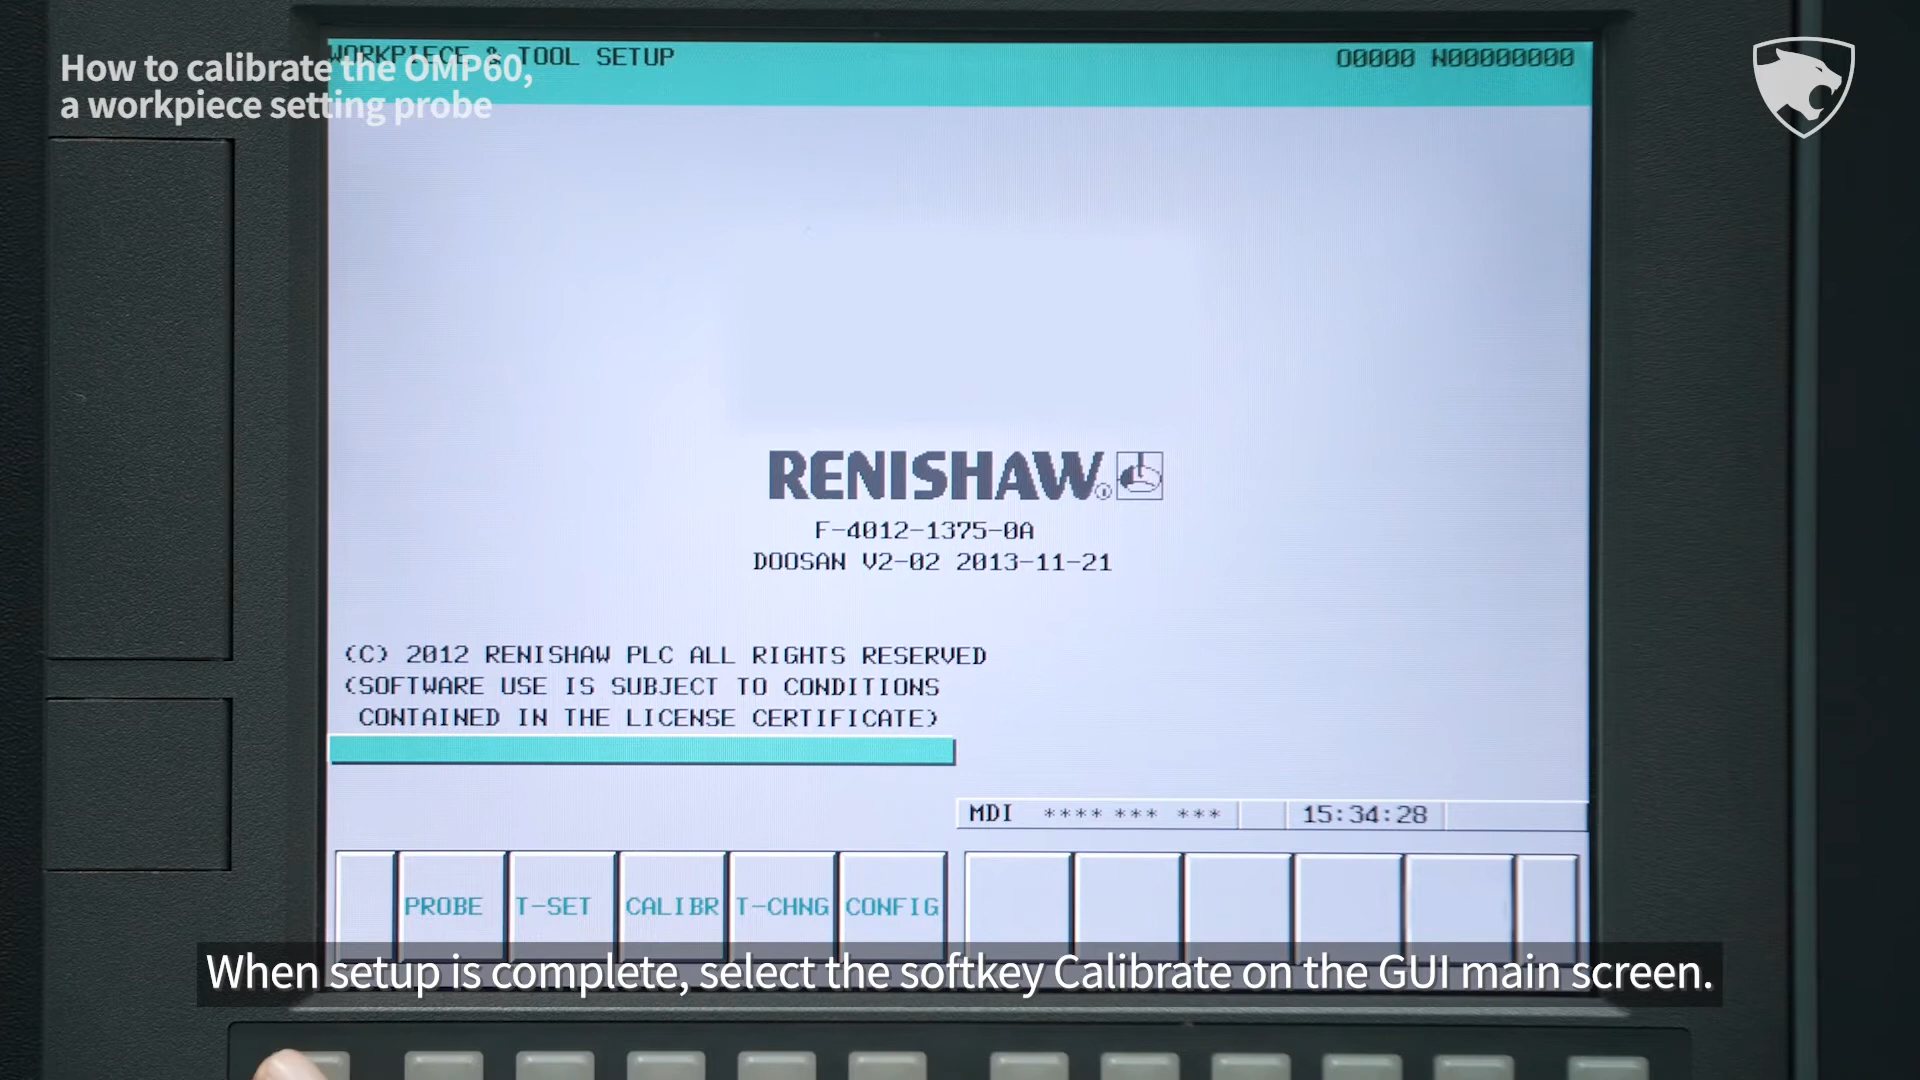 WORKPIECE & TOOL SETUP
O0000 N00000000
How to calibrate the OMP60,
a workpiece setting probe
RENISHAW
F-4012-1375-0A
DOOSAN V2-02 2013-11-21
(C) 2012 RENISHAW PLC ALL RIGHTS RESERVED
(SOFTWARE USE IS SUBJECT TO CONDITIONS
CONTAINED IN THE LICENSE CERTIFICATE)
MDI **** *** *** 15:34:28
PROBE T-SET CALIBR T-CHNG CONFIG
When setup is complete, select the softkey Calibrate on the GUI main screen.